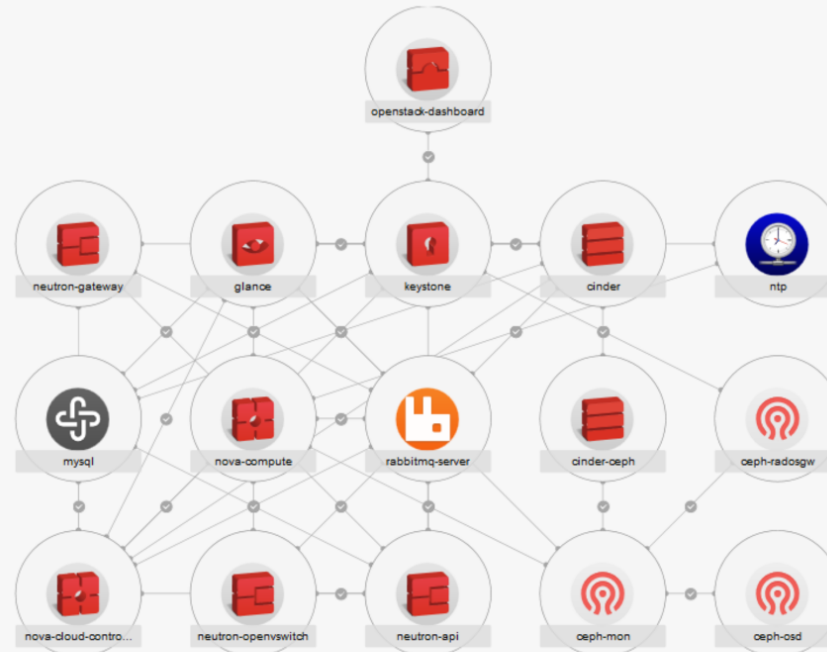 openstack-dashboard
neutron-gateway
glance
keystone
cinder
ntp
mysql
nova-compute
rabbitmq-server
cinder-ceph
ceph-radosgw
nova-cloud-contro...
neutron-openvswitch
neutron-api
ceph-mon
ceph-osd